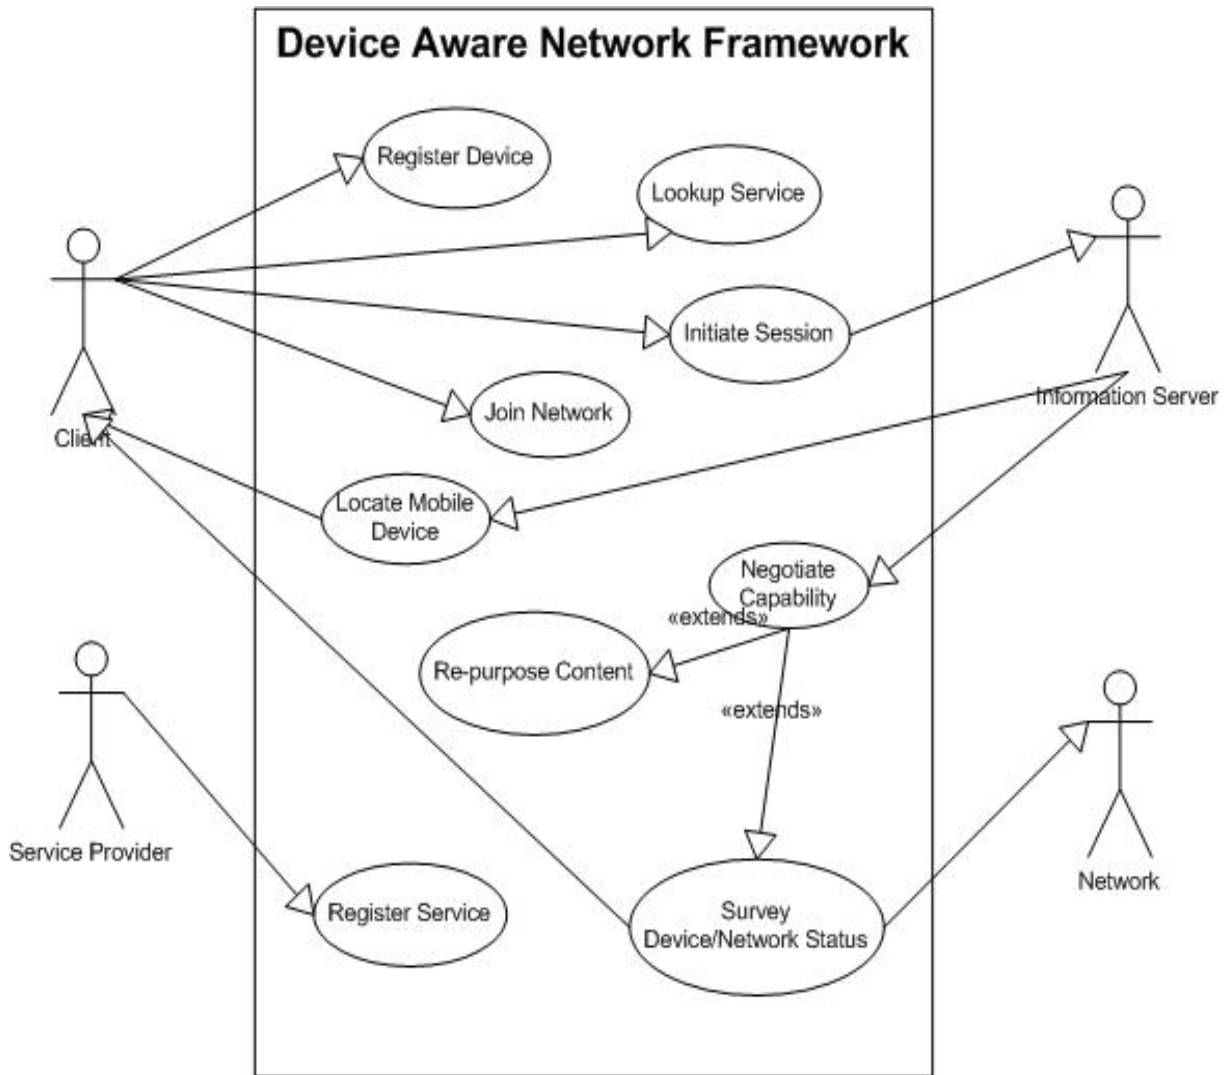 Device Aware Network Framework
Register Device
Lookup Service
Initiate Session
Information Server
Join Network
Client
Locate Mobile
Device
Negotiate
Capability
«extends»
Re-purpose Content
«extends»
Service Provider
Network
Register Service
Survey
Device/Network Status